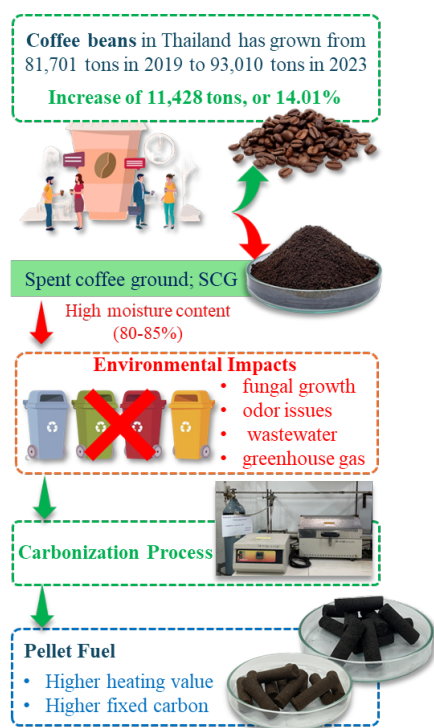 Coffee beans in Thailand has grown from
81,701 tons in 2019 to 93,010 tons in 2023
Increase of 11,428 tons, or 14.01%
Spent coffee ground; SCG
High moisture content
(80-85%)
Environmental Impacts
• fungal growth
• odor issues
• wastewater
• greenhouse gas
Carbonization Process
Pellet Fuel
• Higher heating value
• Higher fixed carbon